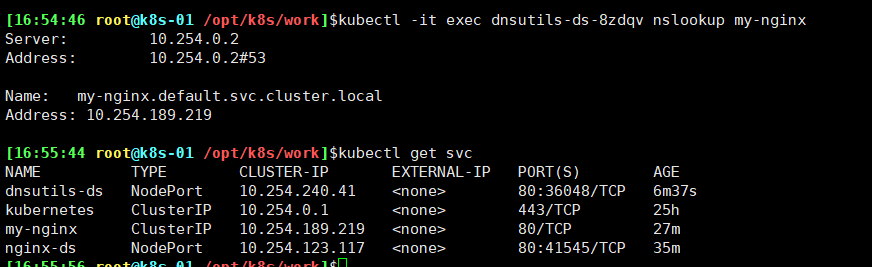 [16:54:46 root@k8s-01 /opt/k8s/work]$kubectl -it exec dnsutils-ds-8zdqv nslookup my-nginx
Server:         10.254.0.2
Address:        10.254.0.2#53

Name:   my-nginx.default.svc.cluster.local
Address: 10.254.189.219

[16:55:44 root@k8s-01 /opt/k8s/work]$kubectl get svc
NAME          TYPE        CLUSTER-IP       EXTERNAL-IP   PORT(S)        AGE
dnsutils-ds   NodePort    10.254.240.41    <none>        80:36048/TCP   6m37s
kubernetes    ClusterIP   10.254.0.1       <none>        443/TCP        25h
my-nginx      ClusterIP   10.254.189.219   <none>        80/TCP         27m
nginx-ds      NodePort    10.254.123.117   <none>        80:41545/TCP   35m
[16:55:56 root@k8s-01 /opt/k8s/work]$